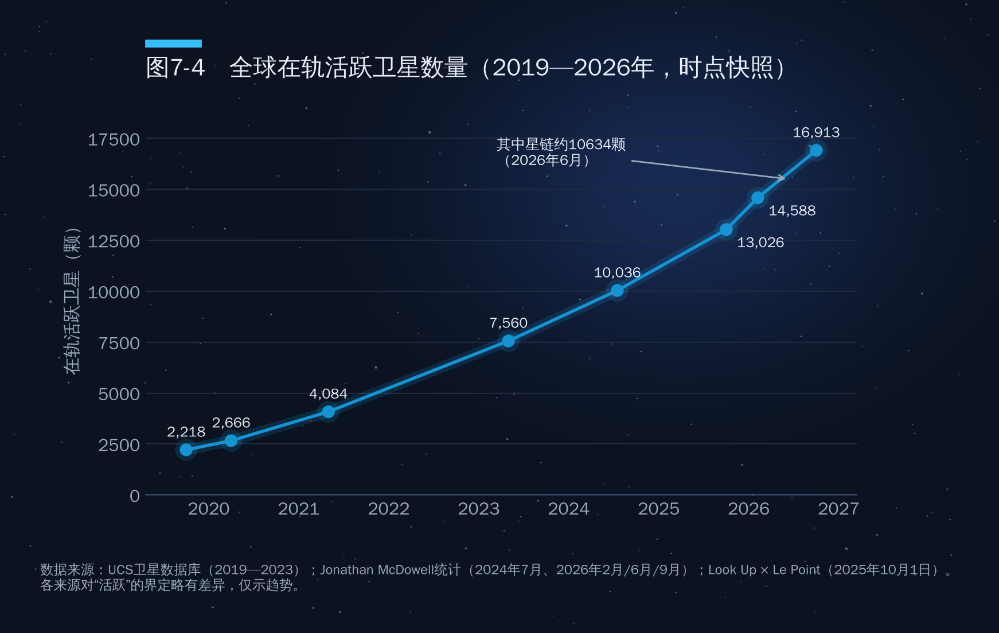 图7-4　全球在轨活跃卫星数量（2019—2026年，时点快照）
其中星链约10634颗
（2026年6月）
16,913
14,588
13,026
10,036
7,560
4,084
2,666
2,218
在轨活跃卫星（颗）
17500
15000
12500
10000
7500
5000
2500
0
2020 2021 2022 2023 2024 2025 2026 2027
数据来源：UCS卫星数据库（2019—2023）；Jonathan McDowell统计（2024年7月、2026年2月/6月/9月）；Look Up × Le Point（2025年10月1日）。
各来源对“活跃”的界定略有差异，仅示趋势。